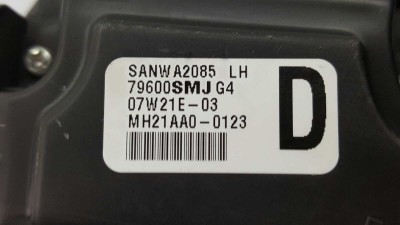 SANWA2085 LH
79600SMJ G4
07W21E-03
MH21AA0-0123
D